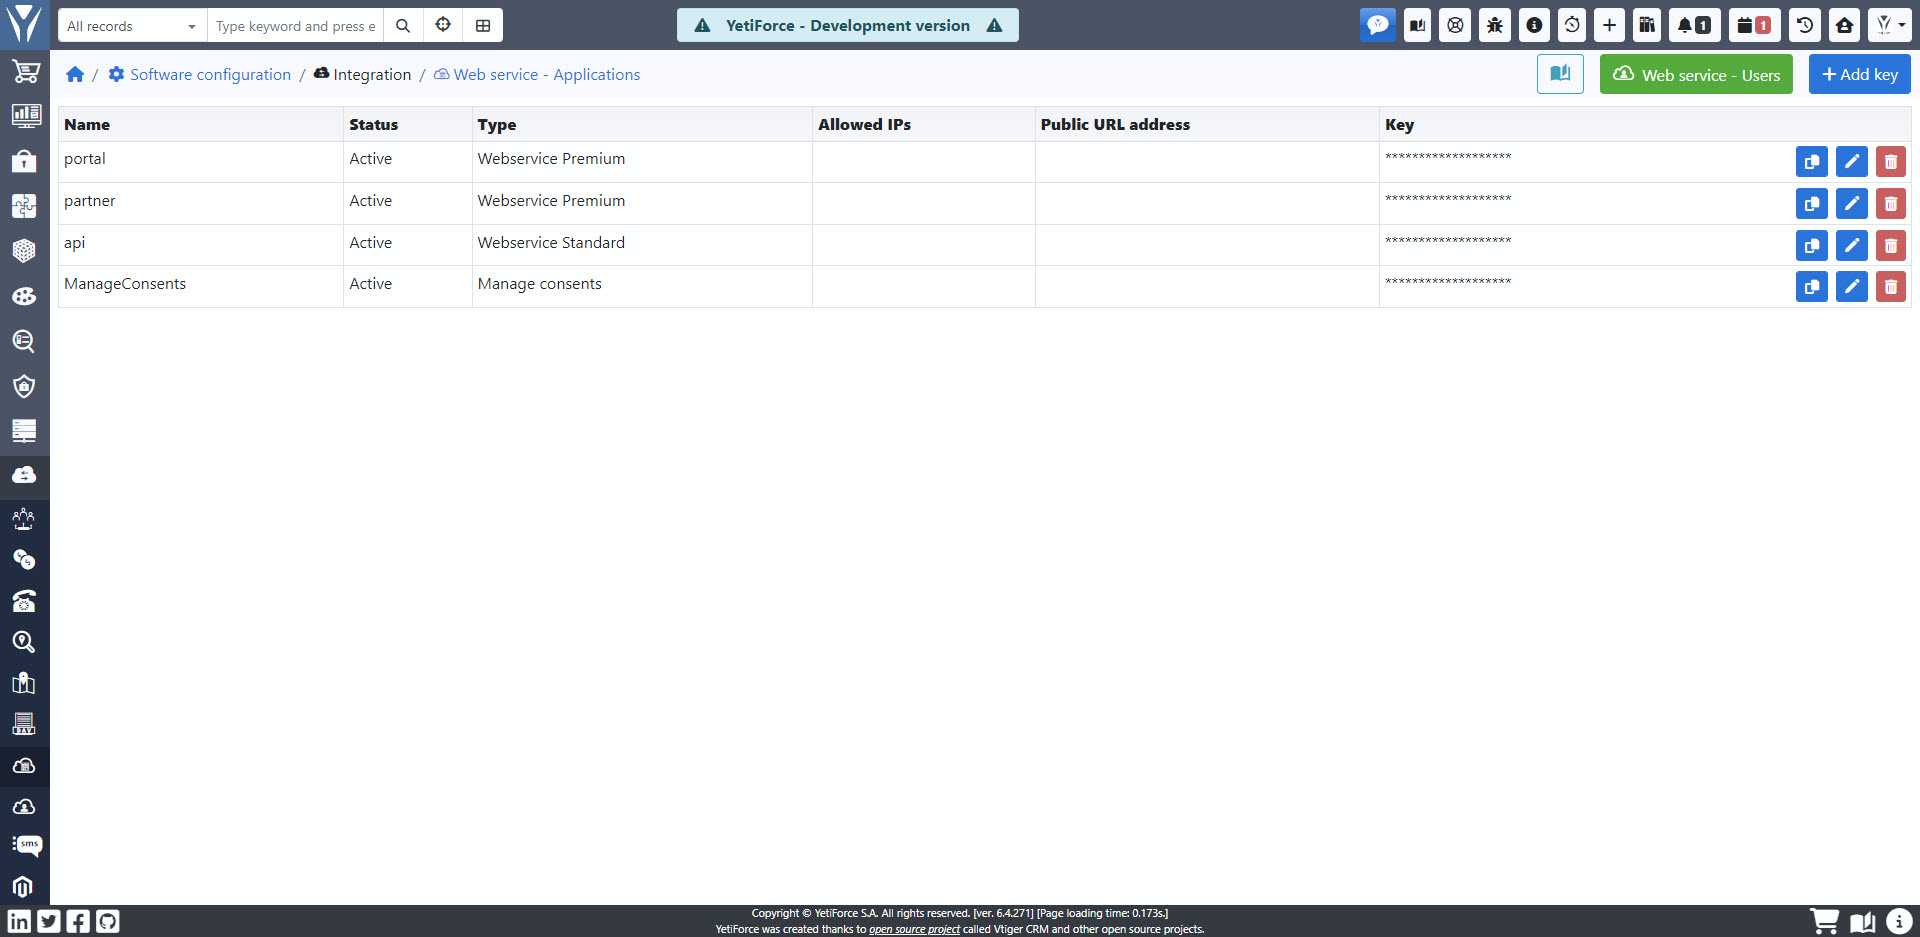 All records
Type keyword and press e
YetiForce - Development version
1
1
/ Software configuration / Integration / Web service - Applications
Web service - Users
+ Add key
Name Status Type Allowed IPs Public URL address Key
portal Active Webservice Premium *******************
partner Active Webservice Premium *******************
api Active Webservice Standard *******************
ManageConsents Active Manage consents *******************
DAV
sms
Copyright © YetiForce S.A. All rights reserved. [ver. 6.4.271] [Page loading time: 0.173s.]
YetiForce was created thanks to open source project called Vtiger CRM and other open source projects.